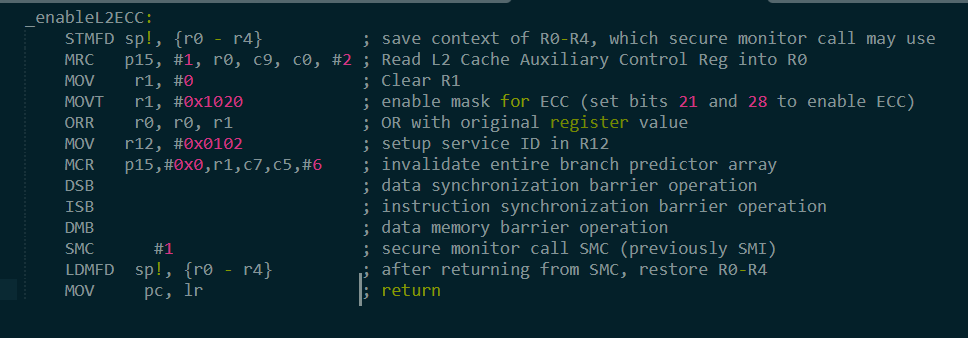 _enableL2ECC:
STMFD sp!, {r0 - r4} ; save context of R0-R4, which secure monitor call may use
MRC p15, #1, r0, c9, c0, #2 ; Read L2 Cache Auxiliary Control Reg into R0
MOV r1, #0 ; Clear R1
MOVT r1, #0x1020 ; enable mask for ECC (set bits 21 and 28 to enable ECC)
ORR r0, r0, r1 ; OR with original register value
MOV r12, #0x0102 ; setup service ID in R12
MCR p15,#0x0,r1,c7,c5,#6 ; invalidate entire branch predictor array
DSB ; data synchronization barrier operation
ISB ; instruction synchronization barrier operation
DMB ; data memory barrier operation
SMC #1 ; secure monitor call SMC (previously SMI)
LDMFD sp!, {r0 - r4} ; after returning from SMC, restore R0-R4
MOV pc, lr ; return